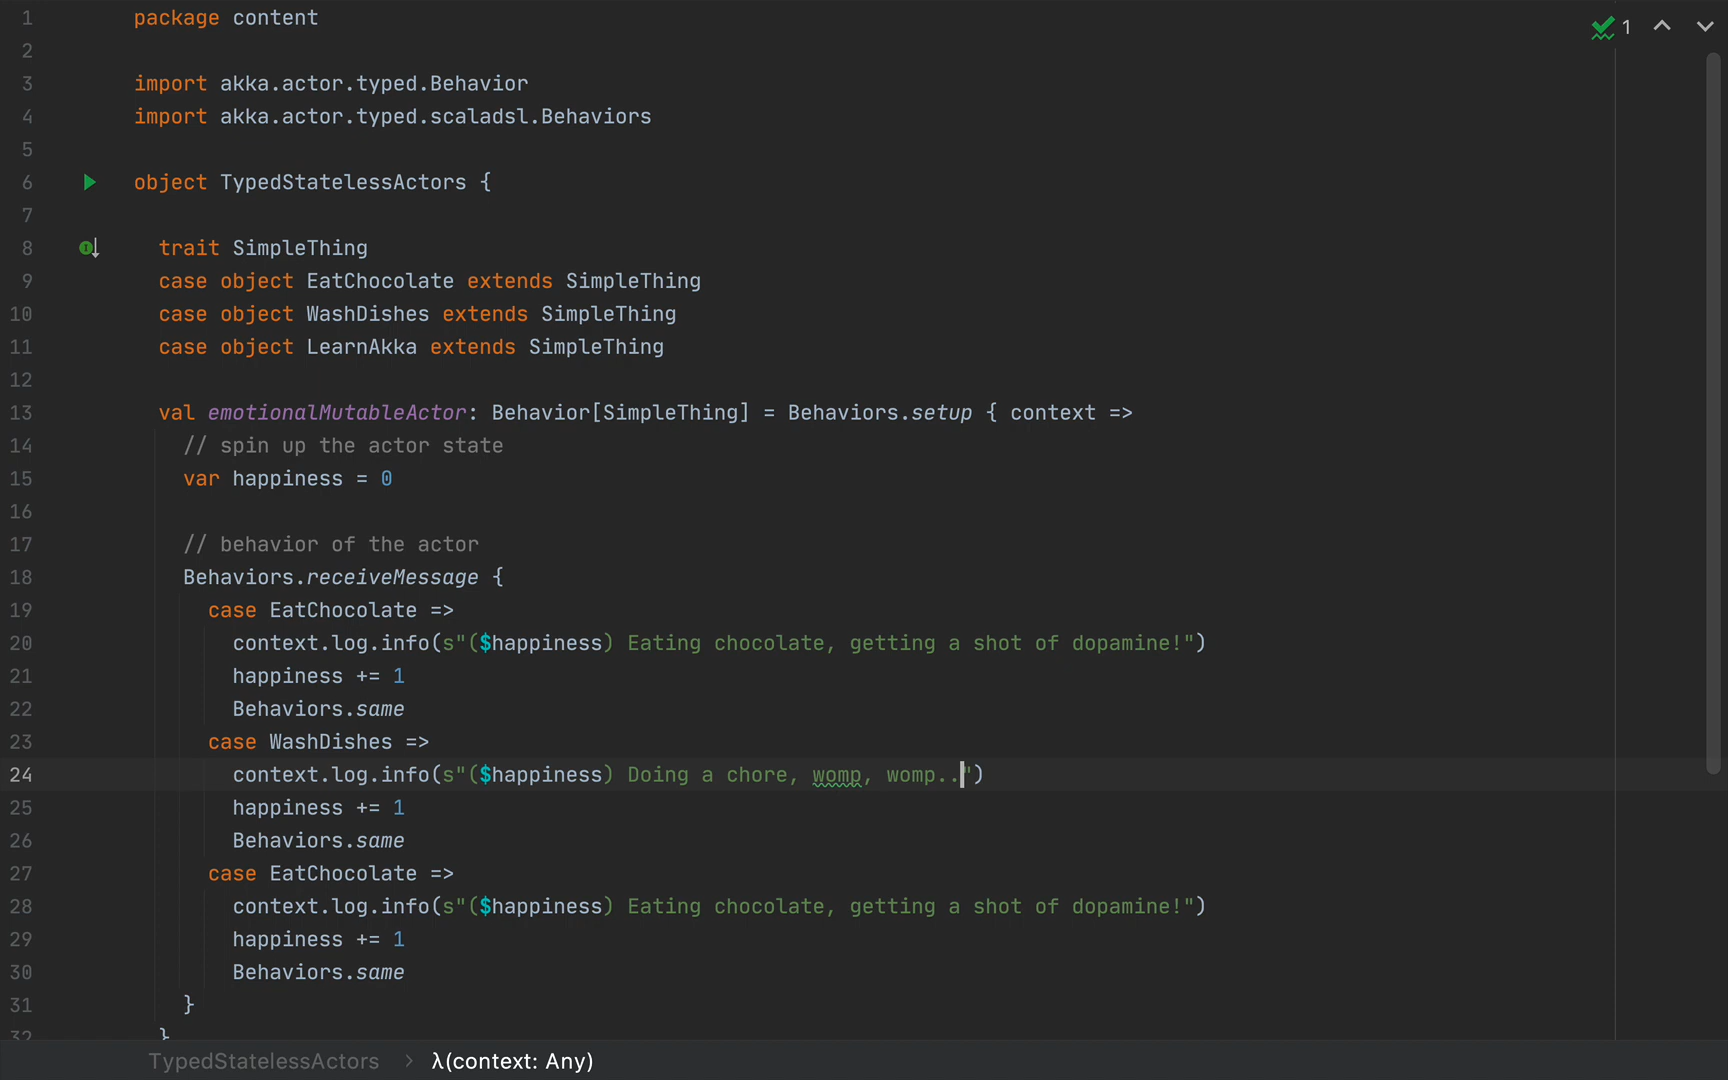 1 package content
2
3 import akka.actor.typed.Behavior
4 import akka.actor.typed.scaladsl.Behaviors
5
6 object TypedStatelessActors {
7
8 trait SimpleThing
9 case object EatChocolate extends SimpleThing
10 case object WashDishes extends SimpleThing
11 case object LearnAkka extends SimpleThing
12
13 val emotionalMutableActor: Behavior[SimpleThing] = Behaviors.setup { context =>
14 // spin up the actor state
15 var happiness = 0
16
17 // behavior of the actor
18 Behaviors.receiveMessage {
19 case EatChocolate =>
20 context.log.info(s"($happiness) Eating chocolate, getting a shot of dopamine!")
21 happiness += 1
22 Behaviors.same
23 case WashDishes =>
24 context.log.info(s"($happiness) Doing a chore, womp, womp..")
25 happiness += 1
26 Behaviors.same
27 case EatChocolate =>
28 context.log.info(s"($happiness) Eating chocolate, getting a shot of dopamine!")
29 happiness += 1
30 Behaviors.same
31 }
32 }
1
TypedStatelessActors > λ(context: Any)